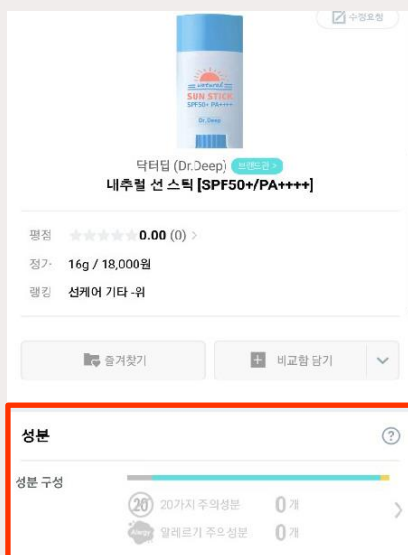 수정요청
natural
SUN STICK
SPF50+ PA++++
Dr.Deep
닥터딥 (Dr.Deep) 브랜드관 >
내추럴 선 스틱 [SPF50+/PA++++]
평점 0.00 (0) >
정가 16g / 18,000원
랭킹 선케어 기타 -위
즐겨찾기 비교함 담기
성분 ?
성분 구성
20 20가지 주의성분 0 개
Allergy 알레르기 주의성분 0 개